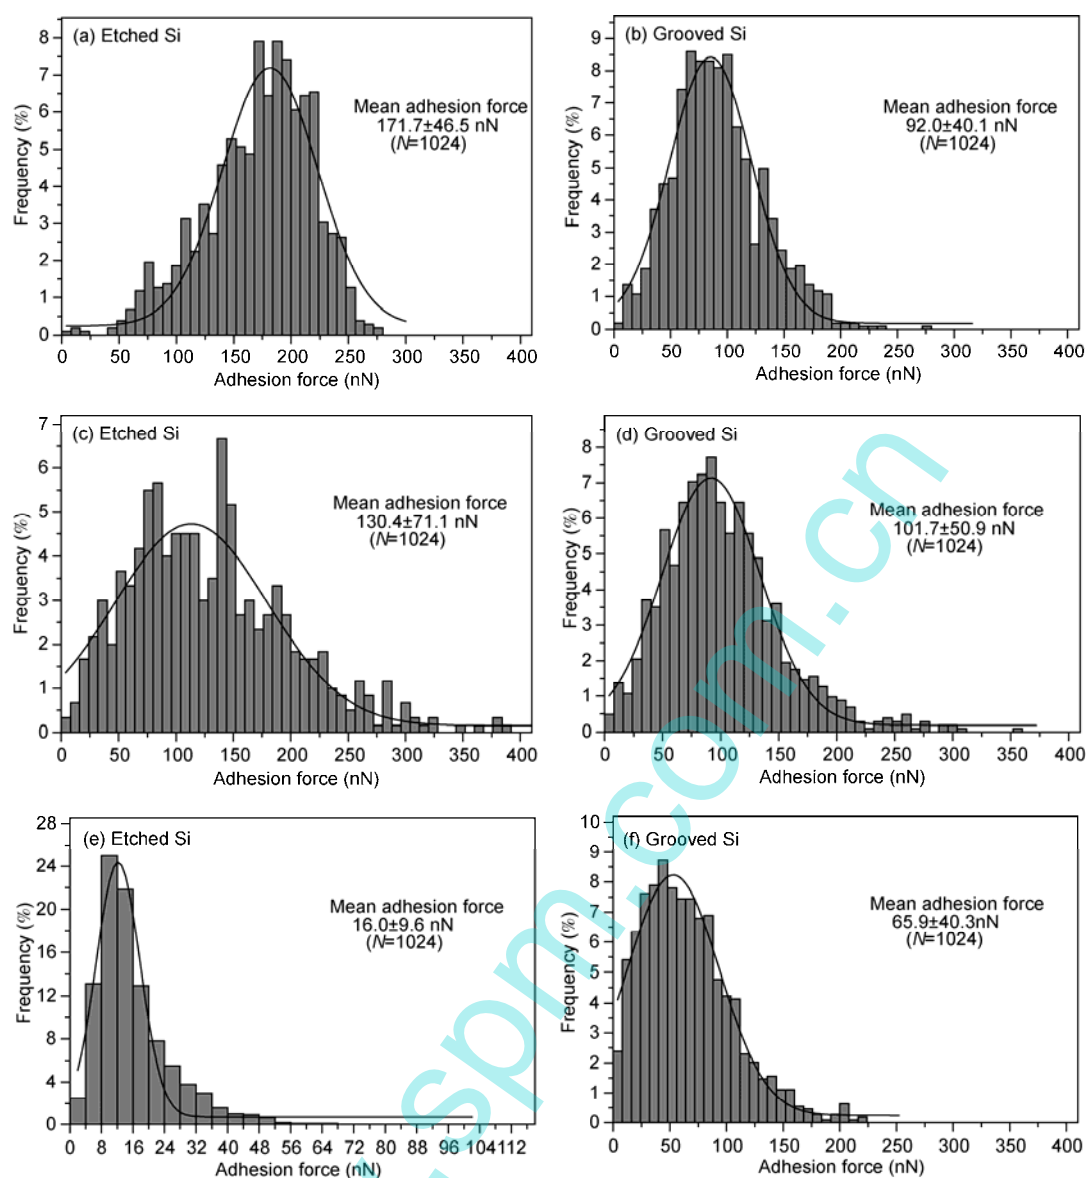 (a) Etched Si
Mean adhesion force
171.7±46.5 nN
(N=1024)
Frequency (%)
8
7
6
5
4
3
2
1
0
0 50 100 150 200 250 300 350 400
Adhesion force (nN)
(b) Grooved Si
Mean adhesion force
92.0±40.1 nN
(N=1024)
Frequency (%)
9
8
7
6
5
4
3
2
1
0
0 50 100 150 200 250 300 350 400
Adhesion force (nN)
(c) Etched Si
Mean adhesion force
130.4±71.1 nN
(N=1024)
Frequency (%)
7
6
5
4
3
2
1
0
0 50 100 150 200 250 300 350 400
Adhesion force (nN)
(d) Grooved Si
Mean adhesion force
101.7±50.9 nN
(N=1024)
Frequency (%)
8
7
6
5
4
3
2
1
0
0 50 100 150 200 250 300 350 400
Adhesion force (nN)
(e) Etched Si
Mean adhesion force
16.0±9.6 nN
(N=1024)
Frequency (%)
28
24
20
16
12
8
4
0
0 8 16 24 32 40 48 56 64 72 80 88 96 104 112
Adhesion force (nN)
(f) Grooved Si
Mean adhesion force
65.9±40.3nN
(N=1024)
Frequency (%)
10
9
8
7
6
5
4
3
2
1
0
0 50 100 150 200 250 300 350 400
Adhesion force (nN)
.spm.com.cn